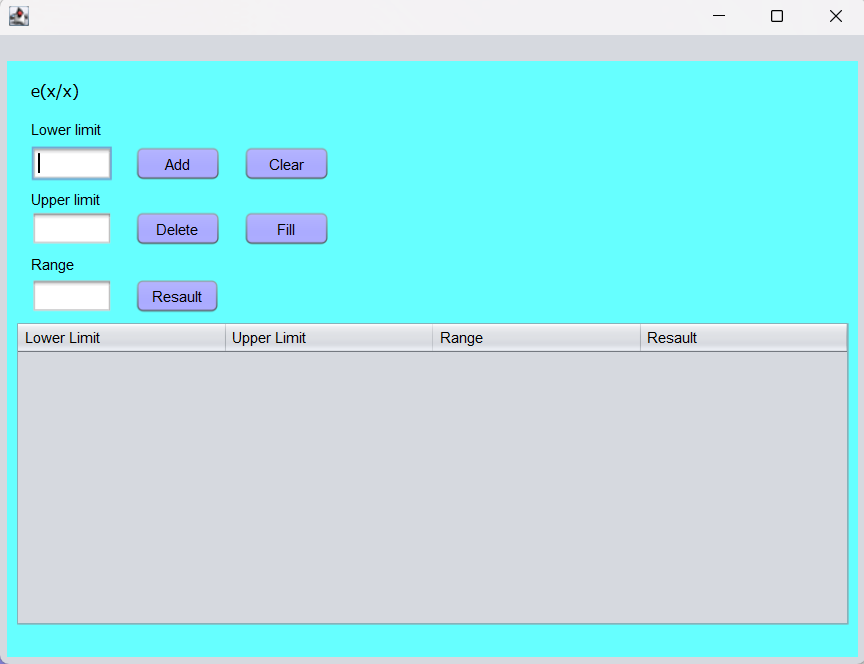 e(x/x)
Lower limit
Add Clear
Upper limit
Delete Fill
Range
Resault
Lower Limit Upper Limit Range Resault